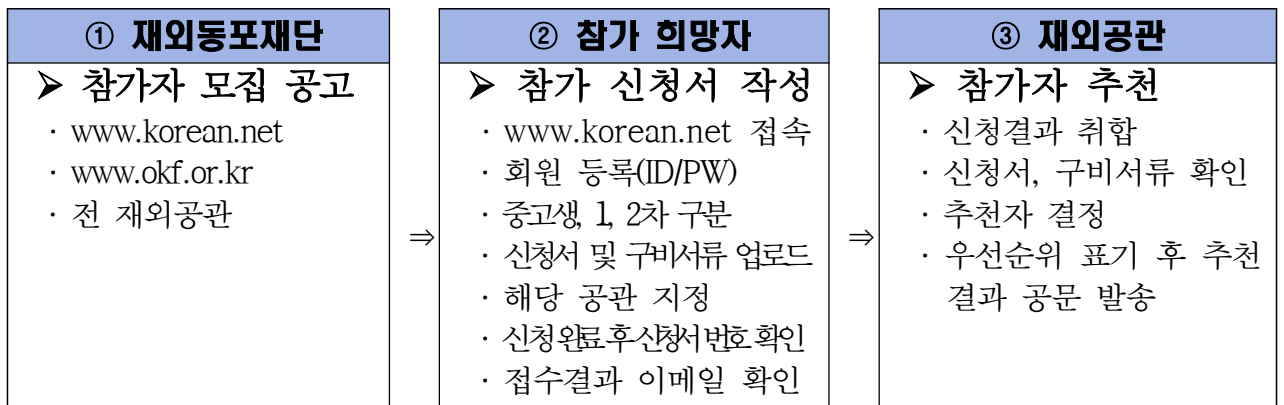 ① 재외동포재단
➢ 참가자 모집 공고
· www.korean.net
· www.okf.or.kr
· 전 재외공관
⇒
② 참가 희망자
➢ 참가 신청서 작성
· www.korean.net 접속
· 회원 등록(ID/PW)
· 중고생, 1, 2차 구분
· 신청서 및 구비서류 업로드
· 해당 공관 지정
· 신청완료 후 신청서 번호 확인
· 접수결과 이메일 확인
⇒
③ 재외공관
➢ 참가자 추천
· 신청결과 취합
· 신청서, 구비서류 확인
· 추천자 결정
· 우선순위 표기 후 추천
결과 공문 발송